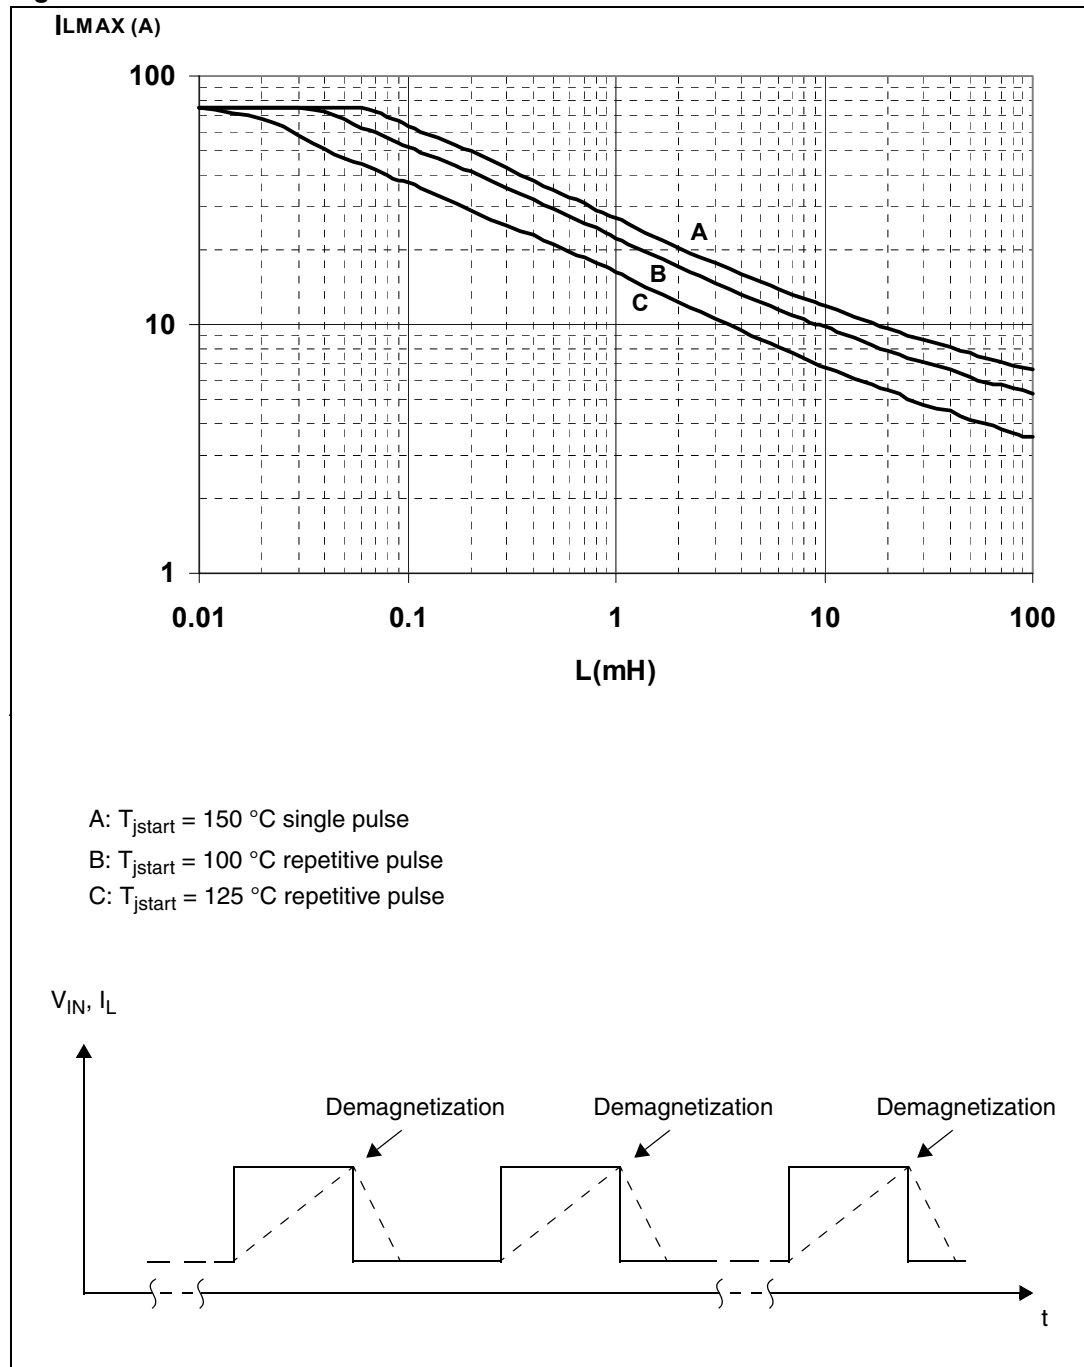 ILMAX (A)
100
10
1
A
B
C
0.01 0.1 1 10 100
L(mH)
A: Tjstart = 150 °C single pulse
B: Tjstart = 100 °C repetitive pulse
C: Tjstart = 125 °C repetitive pulse
VIN, IL
Demagnetization Demagnetization Demagnetization
t